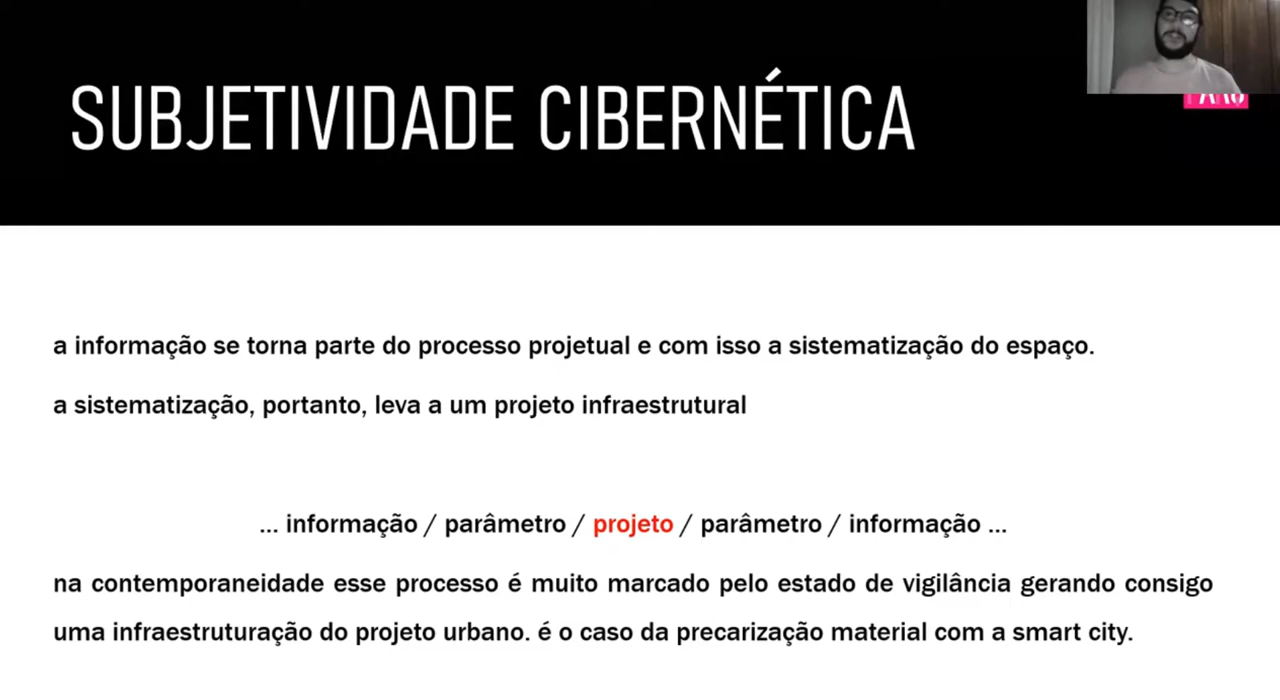 SUBJETIVIDADE CIBERNÉTICA
a informação se torna parte do processo projetual e com isso a sistematização do espaço.
a sistematização, portanto, leva a um projeto infraestrutural
... informação / parâmetro / projeto / parâmetro / informação ...
na contemporaneidade esse processo é muito marcado pelo estado de vigilância gerando consigo
uma infraestruturação do projeto urbano. é o caso da precarização material com a smart city.